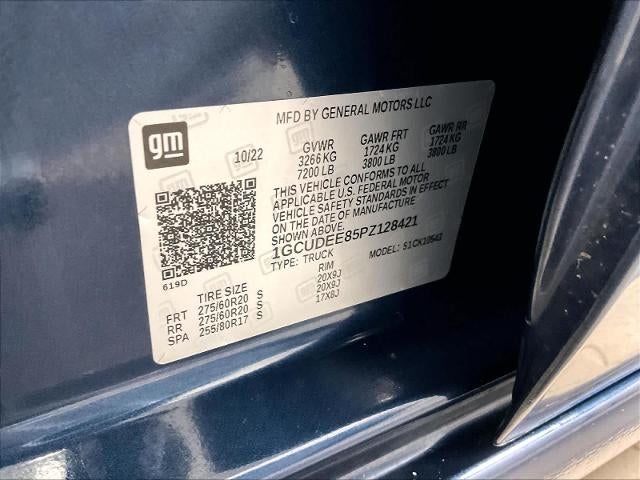 MFD BY GENERAL MOTORS LLC
gm
10/22
GVWR GAWR FRT GAWR RR
3266 KG 1724 KG 1724 KG
7200 LB 3800 LB 3800 LB
THIS VEHICLE CONFORMS TO ALL
APPLICABLE U.S. FEDERAL MOTOR
VEHICLE SAFETY STANDARDS IN EFFECT
ON THE DATE OF MANUFACTURE
SHOWN ABOVE.
1GCUDEE85PZ128421
TYPE: TRUCK MODEL:
619D
TIRE SIZE RIM
FRT 275/60R20 S 20X9J
RR 275/60R20 S 20X9J
SPA 255/80R17 S 17X8J